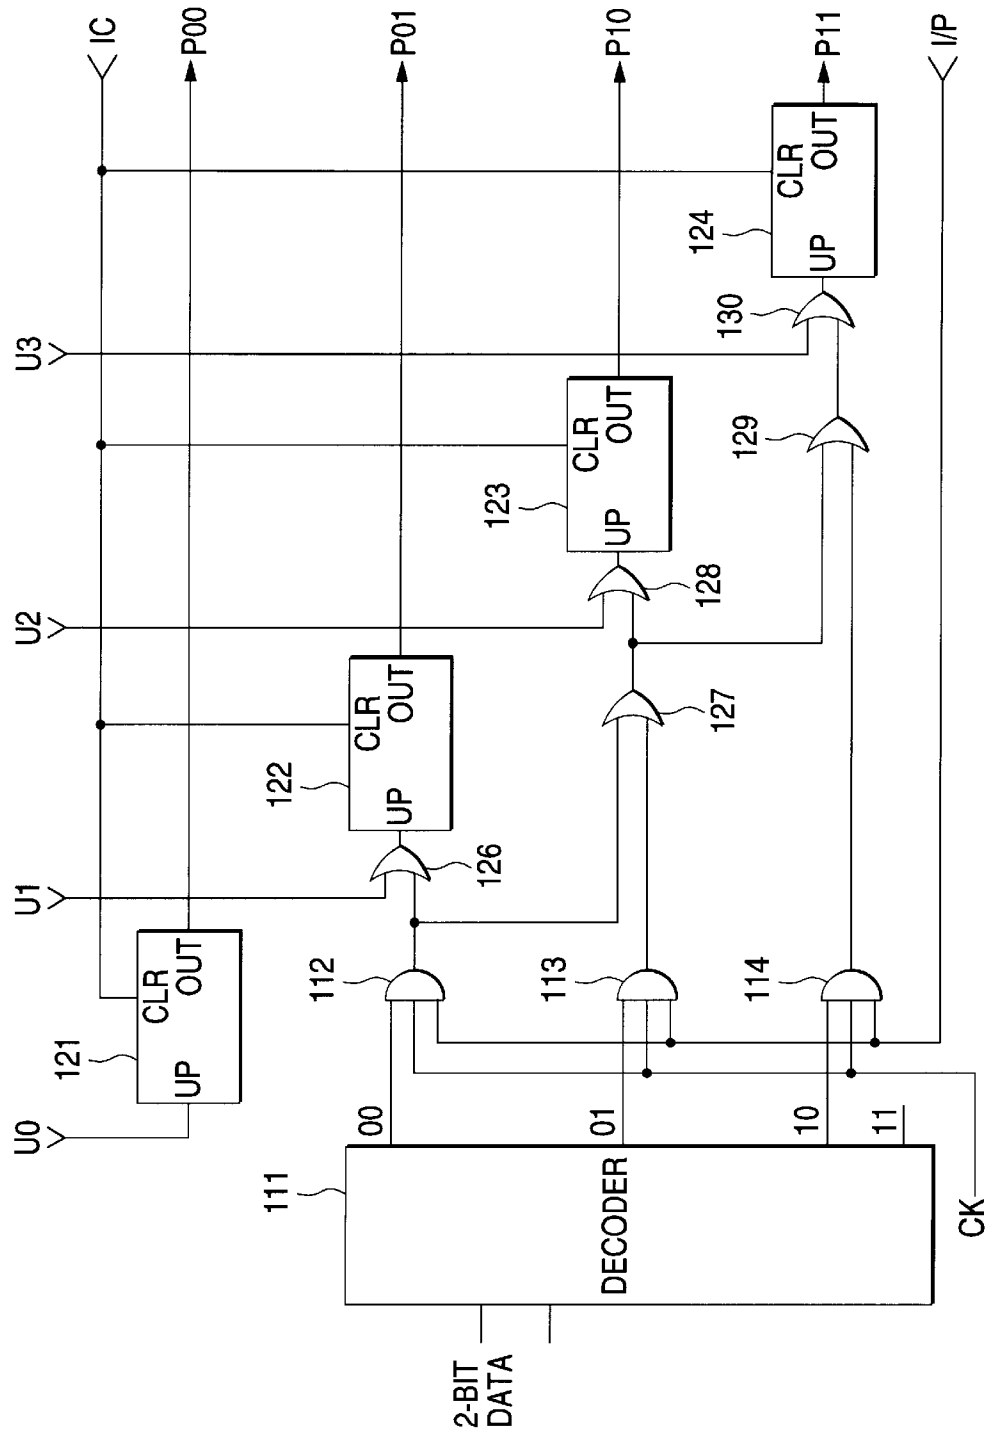 U0
U1
U2
U3
IC
121
UP
CLR
OUT
P00
122
UP
CLR
OUT
P01
126
123
UP
CLR
OUT
P10
128
127
124
UP
CLR
OUT
P11
130
129
112
113
114
111
DECODER
00
01
10
11
2-BIT
DATA
CK
I/P